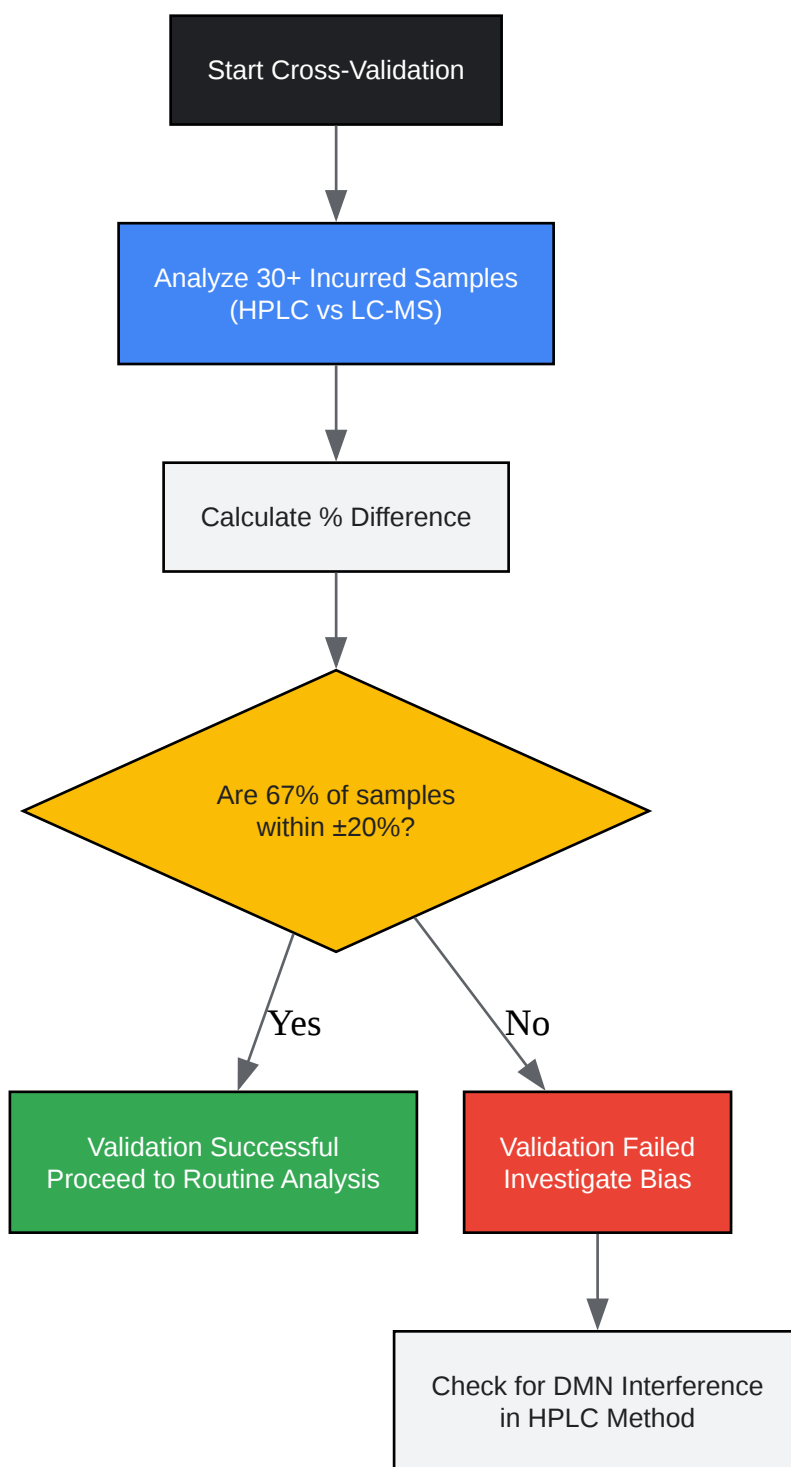 Start Cross-Validation
Analyze 30+ Incurred Samples
(HPLC vs LC-MS)
Calculate % Difference
Are 67% of samples
within ±20%?
Yes
No
Validation Successful
Proceed to Routine Analysis
Validation Failed
Investigate Bias
Check for DMN Interference
in HPLC Method